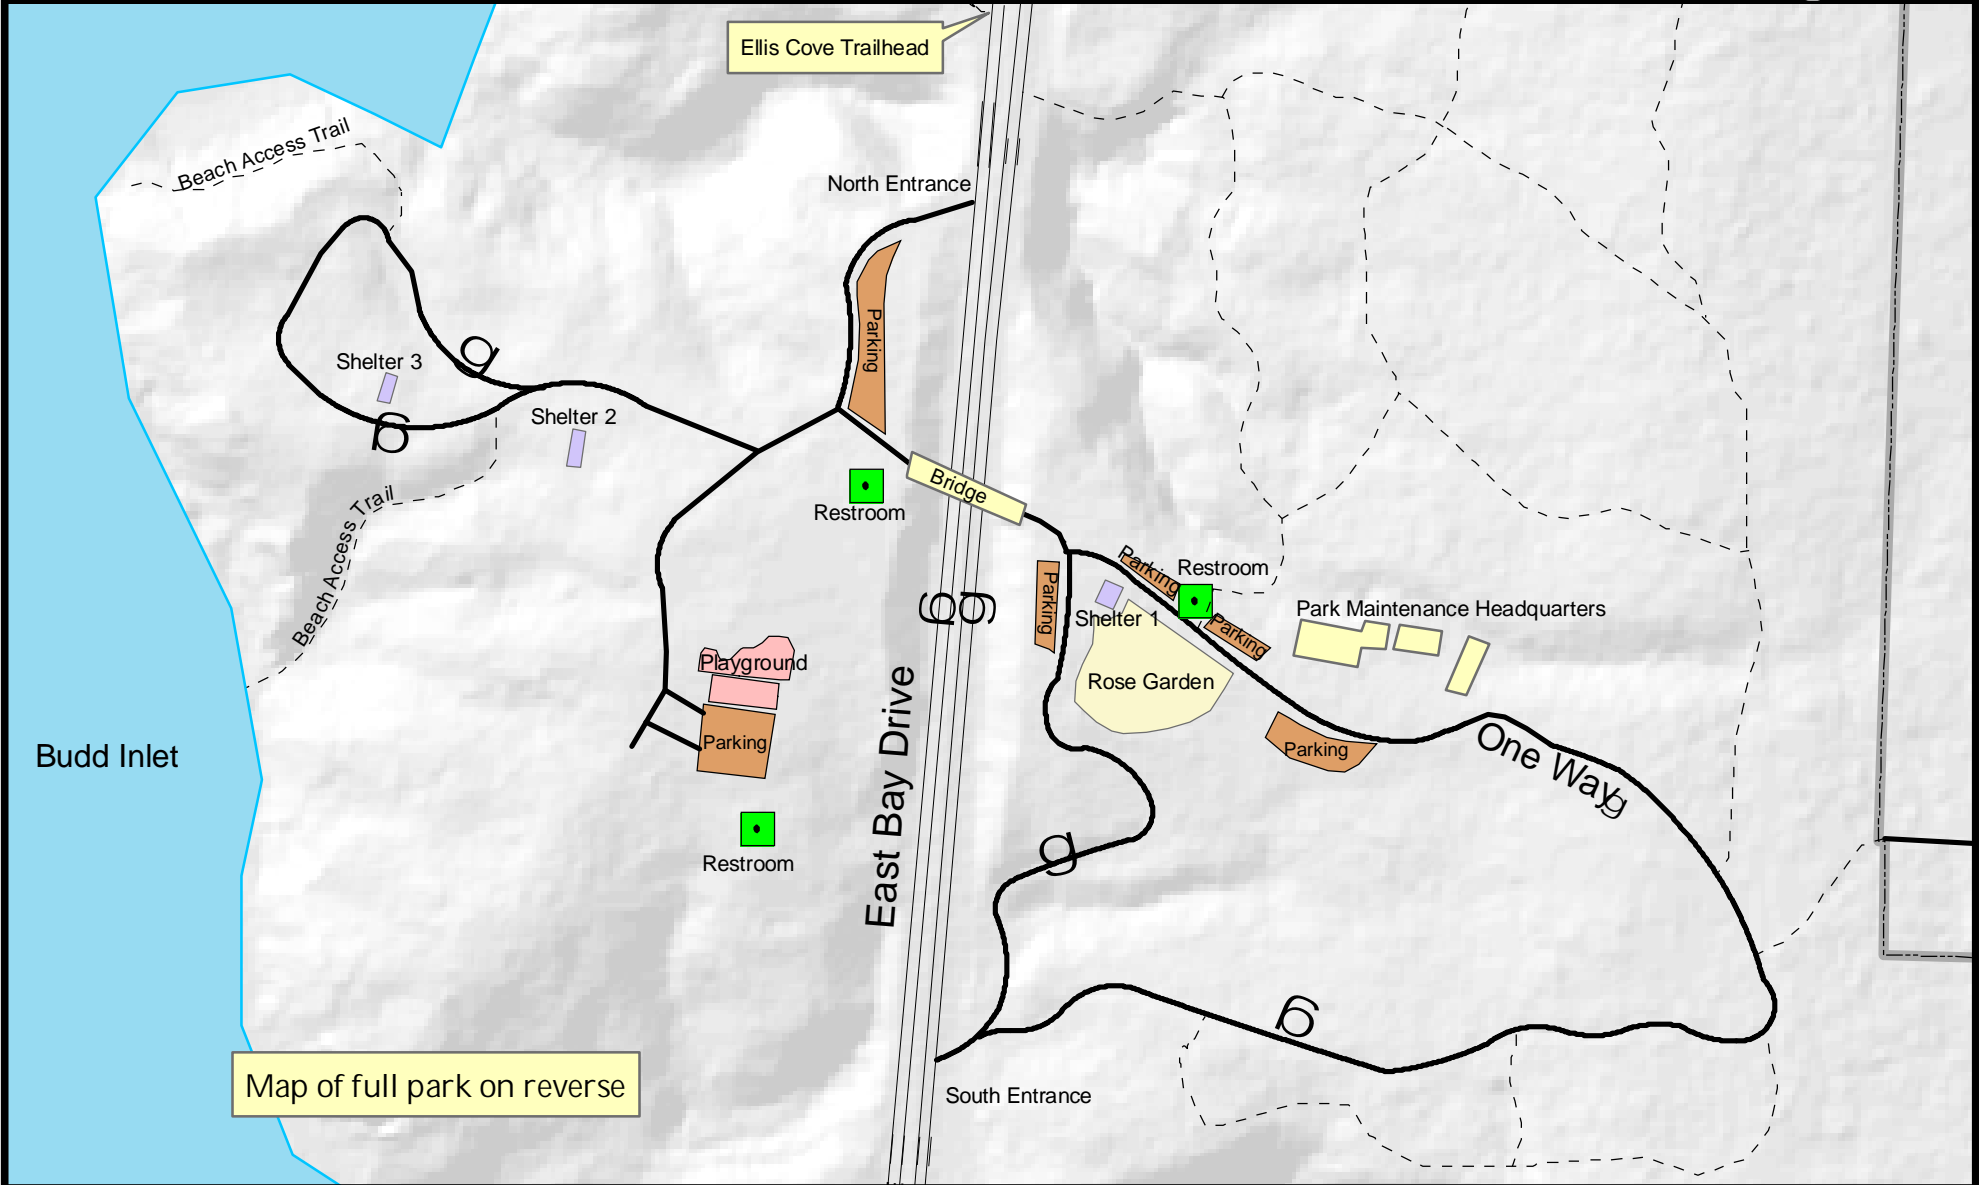 Ellis Cove Trailhead
Beach Access Trail
North Entrance
Parking
Shelter 3
g
Shelter 2
g
Beach Access Trail
Bridge
Restroom
Parking
Restroom
Parking
g
g
Shelter 1
Parking
Park Maintenance Headquarters
Playground
Rose Garden
Parking
Parking
Budd Inlet
East Bay Drive
One Way
g
Restroom
g
g
Map of full park on reverse
South Entrance